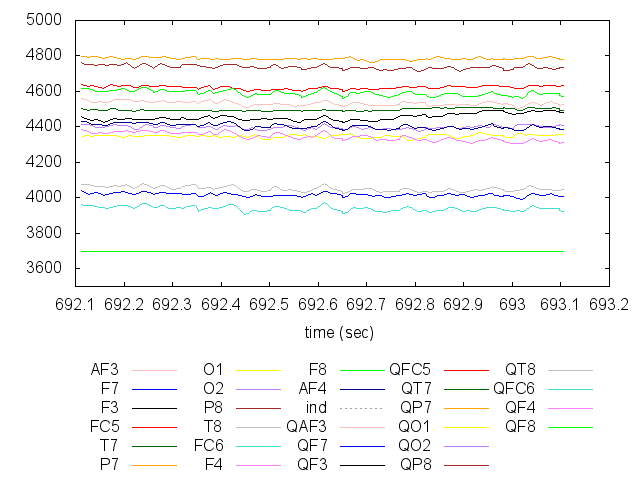 5000
4800
4600
4400
4200
4000
3800
3600
692.1 692.2 692.3 692.4 692.5 692.6 692.7 692.8 692.9 693 693.1 693.2
time (sec)
AF3 O1 F8 QFC5 QT8
F7 O2 AF4 QT7 QFC6
F3 P8 ind QP7 QF4
FC5 T8 QAF3 QO1 QF8
T7 FC6 QF7 QO2
P7 F4 QF3 QP8